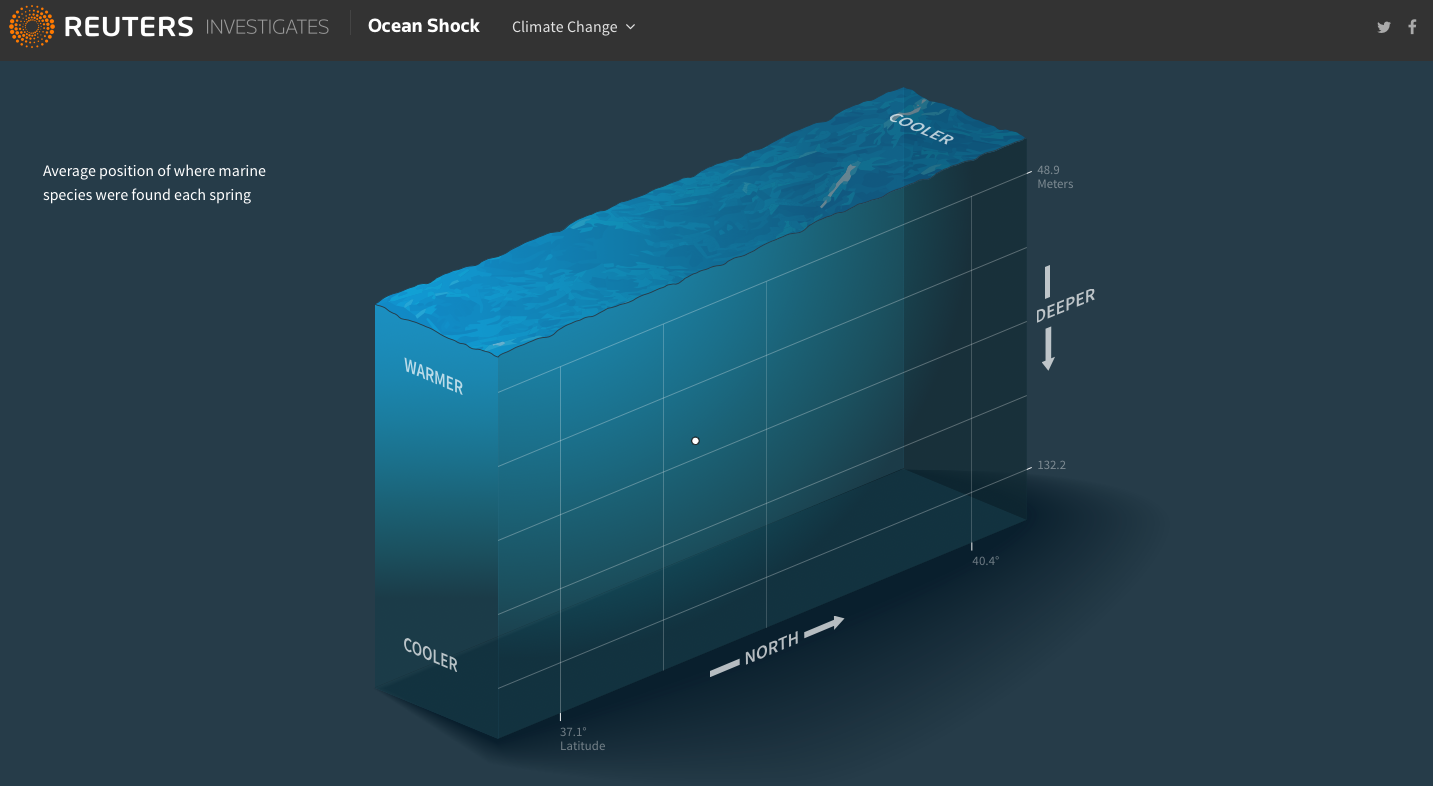 REUTERS INVESTIGATES Ocean Shock Climate Change
Average position of where marine
species were found each spring
COOLER
48.9
Meters
DEEPER
WARMER
132.2
40.4°
NORTH
COOLER
37.1°
Latitude